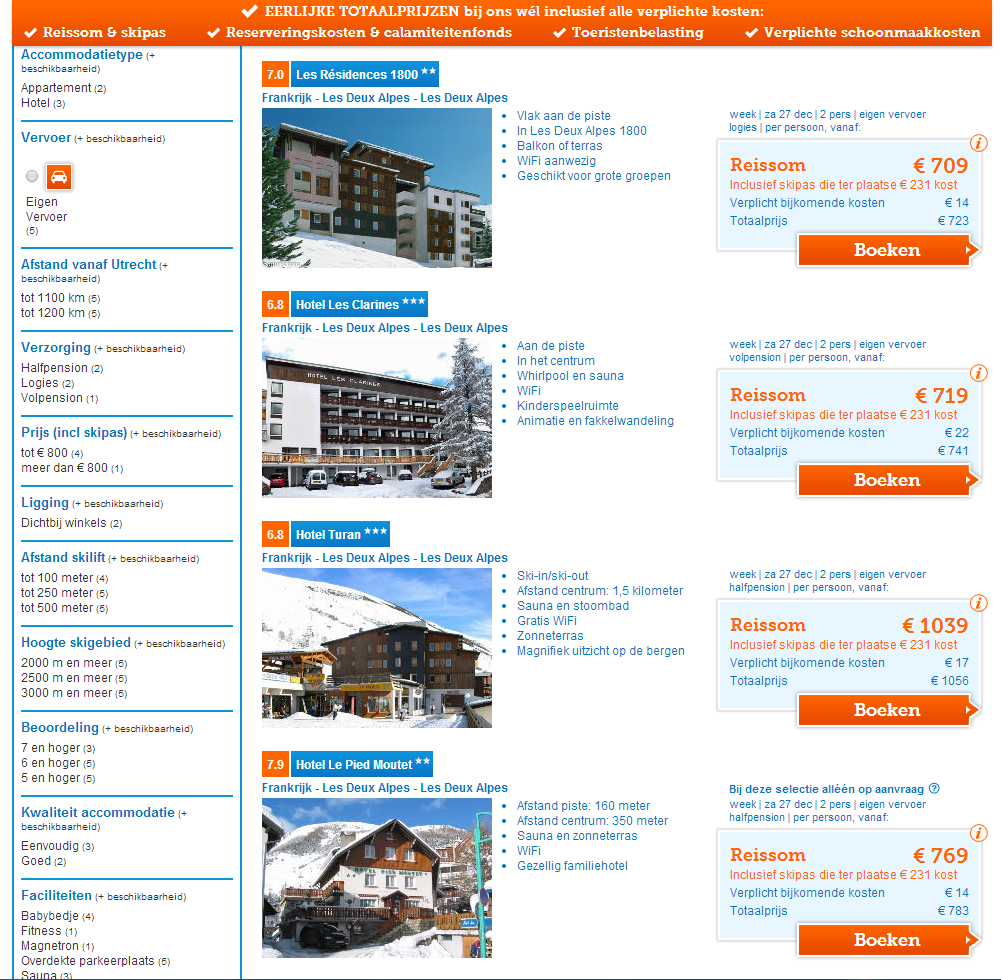 EERLIJKE TOTAALPRIJZEN bij ons wél inclusief alle verplichte kosten:
Reissom & skipas Reserveringskosten & calamiteitenfonds Toeristenbelasting Verplichte schoonmaakkosten
Accommodatietype (+
beschikbaarheid)
Appartement (2)
Hotel (3)
Vervoer (+ beschikbaarheid)
Eigen
Vervoer
(5)
Afstand vanaf Utrecht (+
beschikbaarheid)
tot 1100 km (5)
tot 1200 km (5)
Verzorging (+ beschikbaarheid)
Halfpension (2)
Logies (2)
Volpension (1)
Prijs (incl skipas) (+ beschikbaarheid)
tot € 800 (4)
meer dan € 800 (1)
Ligging (+ beschikbaarheid)
Dichtbij winkels (2)
Afstand skilift (+ beschikbaarheid)
tot 100 meter (4)
tot 250 meter (5)
tot 500 meter (5)
Hoogte skigebied (+ beschikbaarheid)
2000 m en meer (5)
2500 m en meer (5)
3000 m en meer (5)
Beoordeling (+ beschikbaarheid)
7 en hoger (3)
6 en hoger (5)
5 en hoger (5)
Kwaliteit accommodatie (+
beschikbaarheid)
Eenvoudig (3)
Goed (2)
Faciliteiten (+ beschikbaarheid)
Babybedje (4)
Fitness (1)
Magnetron (1)
Overdekte parkeerplaats (5)
Sauna (3)
7.0 Les Résidences 1800 **
Frankrijk - Les Deux Alpes - Les Deux Alpes
• Vlak aan de piste
• In Les Deux Alpes 1800
• Balkon of terras
• WiFi aanwezig
• Geschikt voor grote groepen
week | za 27 dec | 2 pers | eigen vervoer
logies | per persoon, vanaf:
i
Reissom € 709
Inclusief skipas die ter plaatse € 231 kost
Verplicht bijkomende kosten € 14
Totaalprijs € 723
Boeken
6.8 Hotel Les Clarines ***
Frankrijk - Les Deux Alpes - Les Deux Alpes
HOTEL LES CLARINES
• Aan de piste
• In het centrum
• Whirlpool en sauna
• WiFi
• Kinderspeelruimte
• Animatie en fakkelwandeling
week | za 27 dec | 2 pers | eigen vervoer
volpension | per persoon, vanaf:
i
Reissom € 719
Inclusief skipas die ter plaatse € 231 kost
Verplicht bijkomende kosten € 22
Totaalprijs € 741
Boeken
6.8 Hotel Turan ***
Frankrijk - Les Deux Alpes - Les Deux Alpes
• Ski-in/ski-out
• Afstand centrum: 1,5 kilometer
• Sauna en stoombad
• Gratis WiFi
• Zonneterras
• Magnifiek uitzicht op de bergen
week | za 27 dec | 2 pers | eigen vervoer
halfpension | per persoon, vanaf:
i
Reissom € 1039
Inclusief skipas die ter plaatse € 231 kost
Verplicht bijkomende kosten € 17
Totaalprijs € 1056
Boeken
7.9 Hotel Le Pied Moutet **
Frankrijk - Les Deux Alpes - Les Deux Alpes
PIED MOUTET
• Afstand piste: 160 meter
• Afstand centrum: 350 meter
• Sauna en zonneterras
• WiFi
• Gezellig familiehotel
Bij deze selectie alléén op aanvraag ?
week | za 27 dec | 2 pers | eigen vervoer
halfpension | per persoon, vanaf:
i
Reissom € 769
Inclusief skipas die ter plaatse € 231 kost
Verplicht bijkomende kosten € 14
Totaalprijs € 783
Boeken